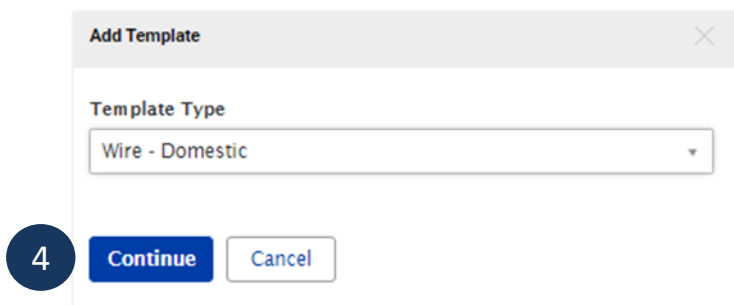 Add Template
Template Type
Wire - Domestic
4 Continue Cancel